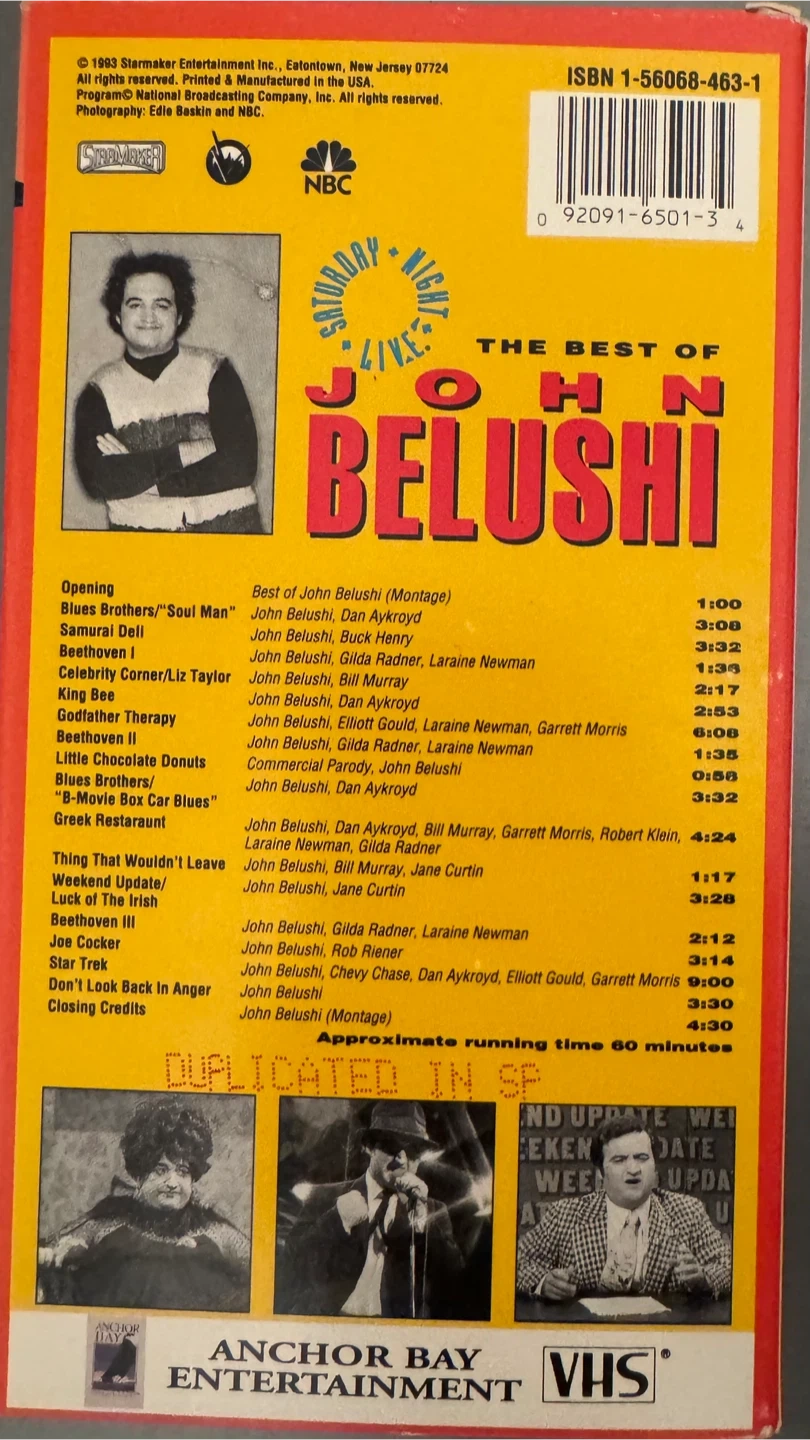 © 1993 Starmaker Entertainment Inc., Eatontown, New Jersey 07724
All rights reserved. Printed & Manufactured in the USA.
Program© National Broadcasting Company, Inc. All rights reserved.
Photography: Edie Baskin and NBC.
ISBN 1-56068-463-1
STARMAKER
NBC
0 92091-6501-3 4
SATURDAY NIGHT LIVE
THE BEST OF
JOHN
BELUSHI
Opening Best of John Belushi (Montage) 1:00
Blues Brothers/"Soul Man" John Belushi, Dan Aykroyd 3:08
Samurai Deli John Belushi, Buck Henry 3:32
Beethoven I John Belushi, Gilda Radner, Laraine Newman 1:36
Celebrity Corner/Liz Taylor John Belushi, Bill Murray 2:17
King Bee John Belushi, Dan Aykroyd 2:53
Godfather Therapy John Belushi, Elliott Gould, Laraine Newman, Garrett Morris 6:08
Beethoven II John Belushi, Gilda Radner, Laraine Newman 1:35
Little Chocolate Donuts Commercial Parody, John Belushi 0:58
Blues Brothers/ John Belushi, Dan Aykroyd 3:32
"B-Movie Box Car Blues"
Greek Restaraunt John Belushi, Dan Aykroyd, Bill Murray, Garrett Morris, Robert Klein, 4:24
Laraine Newman, Gilda Radner
Thing That Wouldn't Leave John Belushi, Bill Murray, Jane Curtin 1:17
Weekend Update/ John Belushi, Jane Curtin 3:28
Luck of The Irish
Beethoven III John Belushi, Gilda Radner, Laraine Newman 2:12
Joe Cocker John Belushi, Rob Riener 3:14
Star Trek John Belushi, Chevy Chase, Dan Aykroyd, Elliott Gould, Garrett Morris 9:00
Don't Look Back In Anger John Belushi 3:30
Closing Credits John Belushi (Montage) 4:30
Approximate running time 60 minutes
DUPLICATED IN SP
END UPDATE WEE
EEKEN DATE
WEE UPDA
AT U
ANCHOR
BAY
ANCHOR BAY
ENTERTAINMENT
VHS®